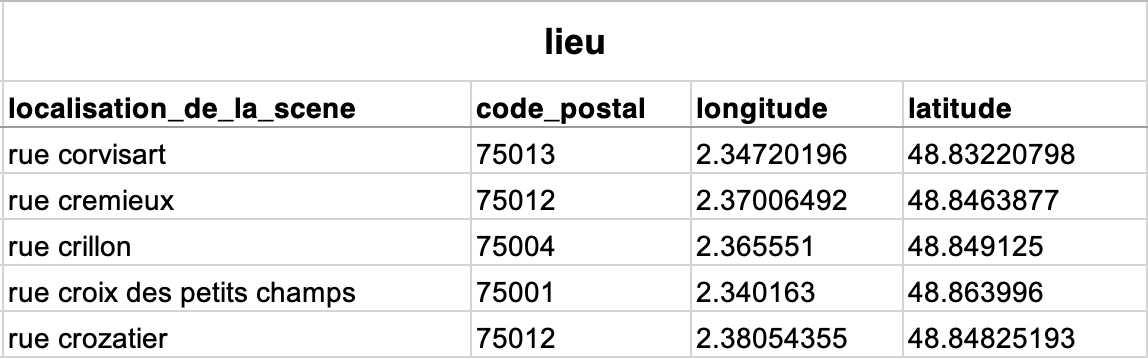 lieu
localisation_de_la_scene code_postal longitude latitude
rue corvisart 75013 2.34720196 48.83220798
rue cremieux 75012 2.37006492 48.8463877
rue crillon 75004 2.365551 48.849125
rue croix des petits champs 75001 2.340163 48.863996
rue crozatier 75012 2.38054355 48.84825193